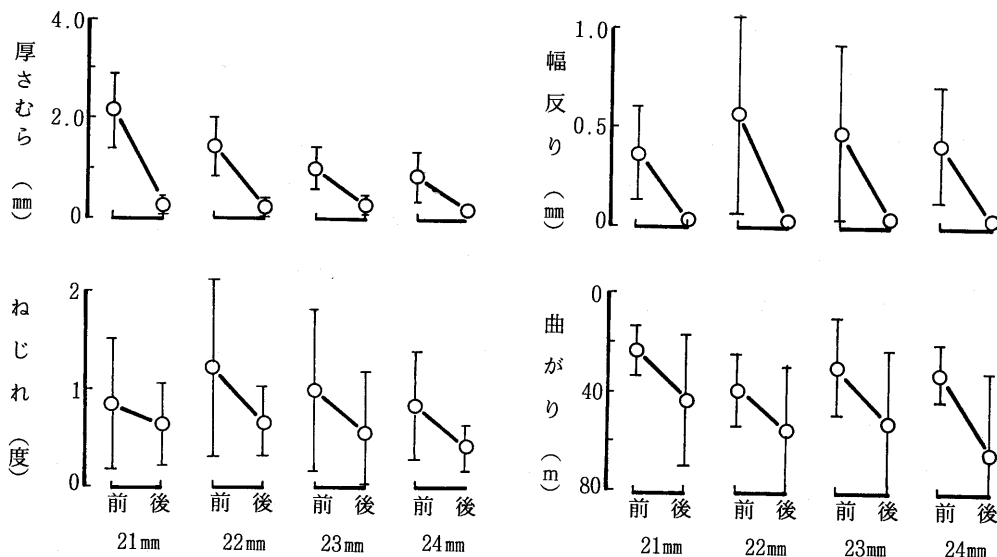 厚さむら（㎜）
4.0
2.0
0
幅反り（㎜）
1.0
0.5
0
ねじれ（度）
2
1
0
前 後 前 後 前 後 前 後
21㎜ 22㎜ 23㎜ 24㎜
曲がり（m）
0
40
80
前 後 前 後 前 後 前 後
21㎜ 22㎜ 23㎜ 24㎜